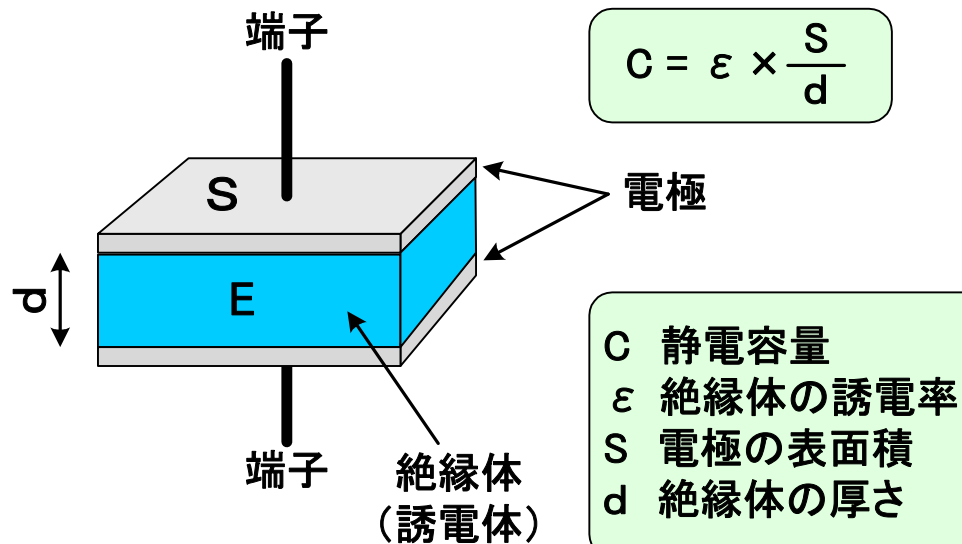 端子
C = ε × S/d
S
電極
d
E
端子
絶縁体
（誘電体）
C 静電容量
ε 絶縁体の誘電率
S 電極の表面積
d 絶縁体の厚さ